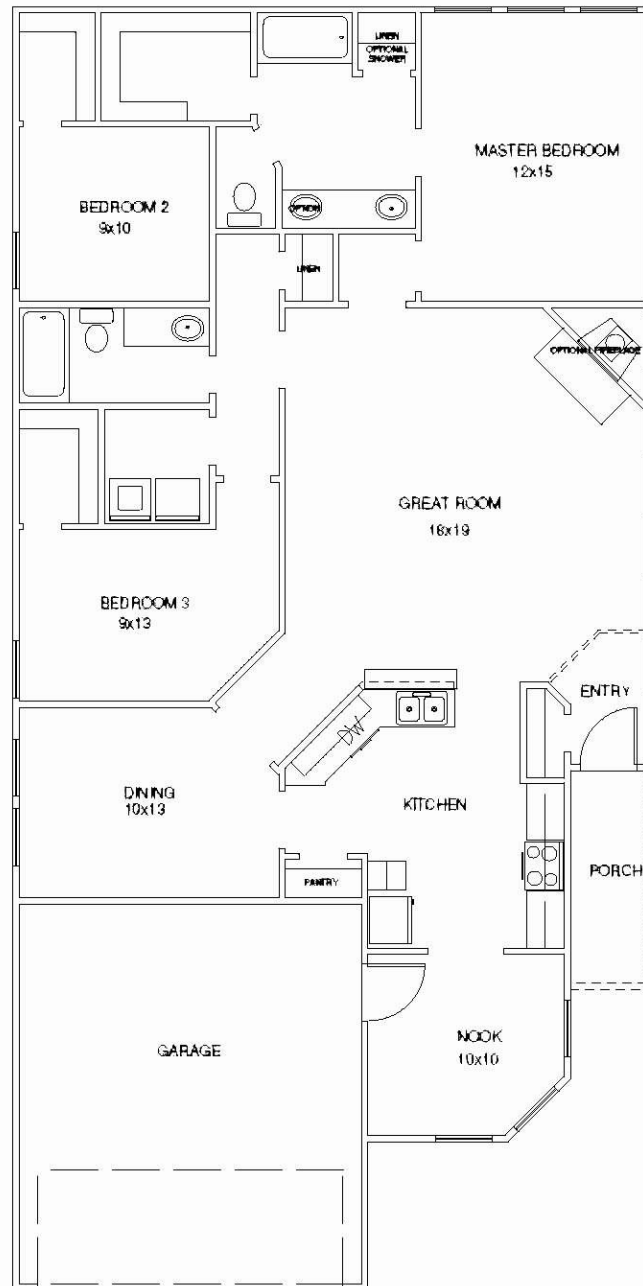 LINEN
OPTIONAL
SHOWER
MASTER BEDROOM
12x15
BEDROOM 2
9x10
OPTION
LINEN
OPTIONAL FIREPLACE
GREAT ROOM
16x19
BEDROOM 3
9x13
ENTRY
DW
DINING
10x13
KITCHEN
PANTRY
PORCH
GARAGE
NOOK
10x10